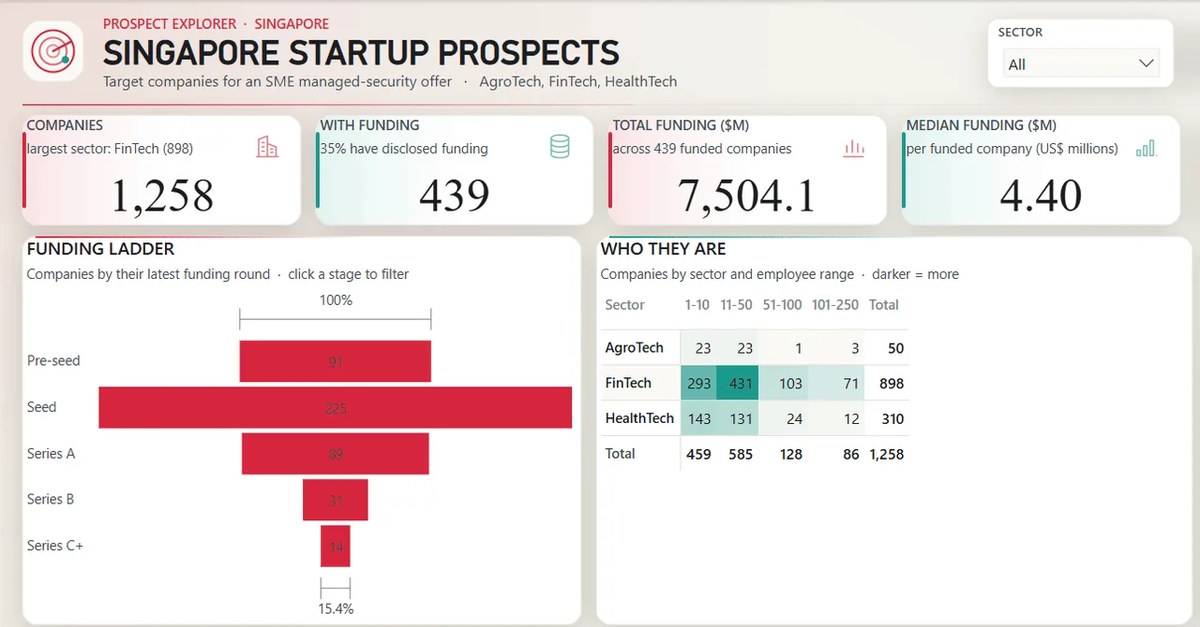 PROSPECT EXPLORER · SINGAPORE
SINGAPORE STARTUP PROSPECTS
Target companies for an SME managed-security offer · AgroTech, FinTech, HealthTech
SECTOR
All
COMPANIES
largest sector: FinTech (898)
1,258
WITH FUNDING
35% have disclosed funding
439
TOTAL FUNDING ($M)
across 439 funded companies
7,504.1
MEDIAN FUNDING ($M)
per funded company (US$ millions)
4.40
FUNDING LADDER
Companies by their latest funding round · click a stage to filter
100%
Pre-seed 91
Seed 225
Series A 89
Series B 31
Series C+ 14
15.4%
WHO THEY ARE
Companies by sector and employee range · darker = more
Sector 1-10 11-50 51-100 101-250 Total
AgroTech 23 23 1 3 50
FinTech 293 431 103 71 898
HealthTech 143 131 24 12 310
Total 459 585 128 86 1,258